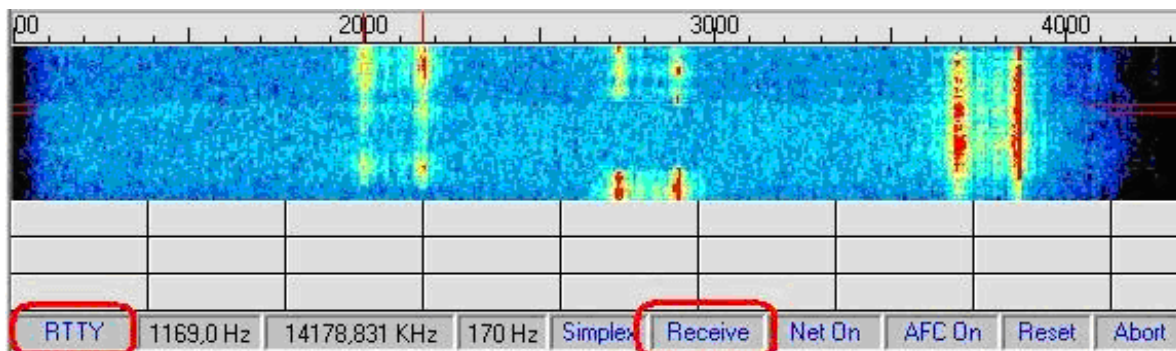 00 2000 3000 4000
RTTY 1169,0 Hz 14178,831 KHz 170 Hz Simplex Receive Net On AFC On Reset Abort